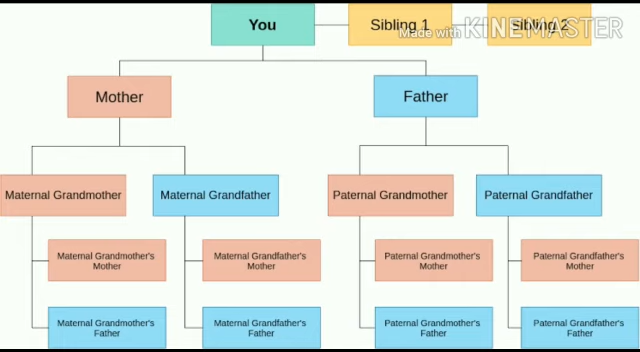 You
Sibling 1
Sibling 2
Made with KINEMASTER
Mother
Father
Maternal Grandmother
Maternal Grandfather
Paternal Grandmother
Paternal Grandfather
Maternal Grandmother's
Mother
Maternal Grandfather's
Mother
Paternal Grandmother's
Mother
Paternal Grandfather's
Mother
Maternal Grandmother's
Father
Maternal Grandfather's
Father
Paternal Grandmother's
Father
Paternal Grandfather's
Father